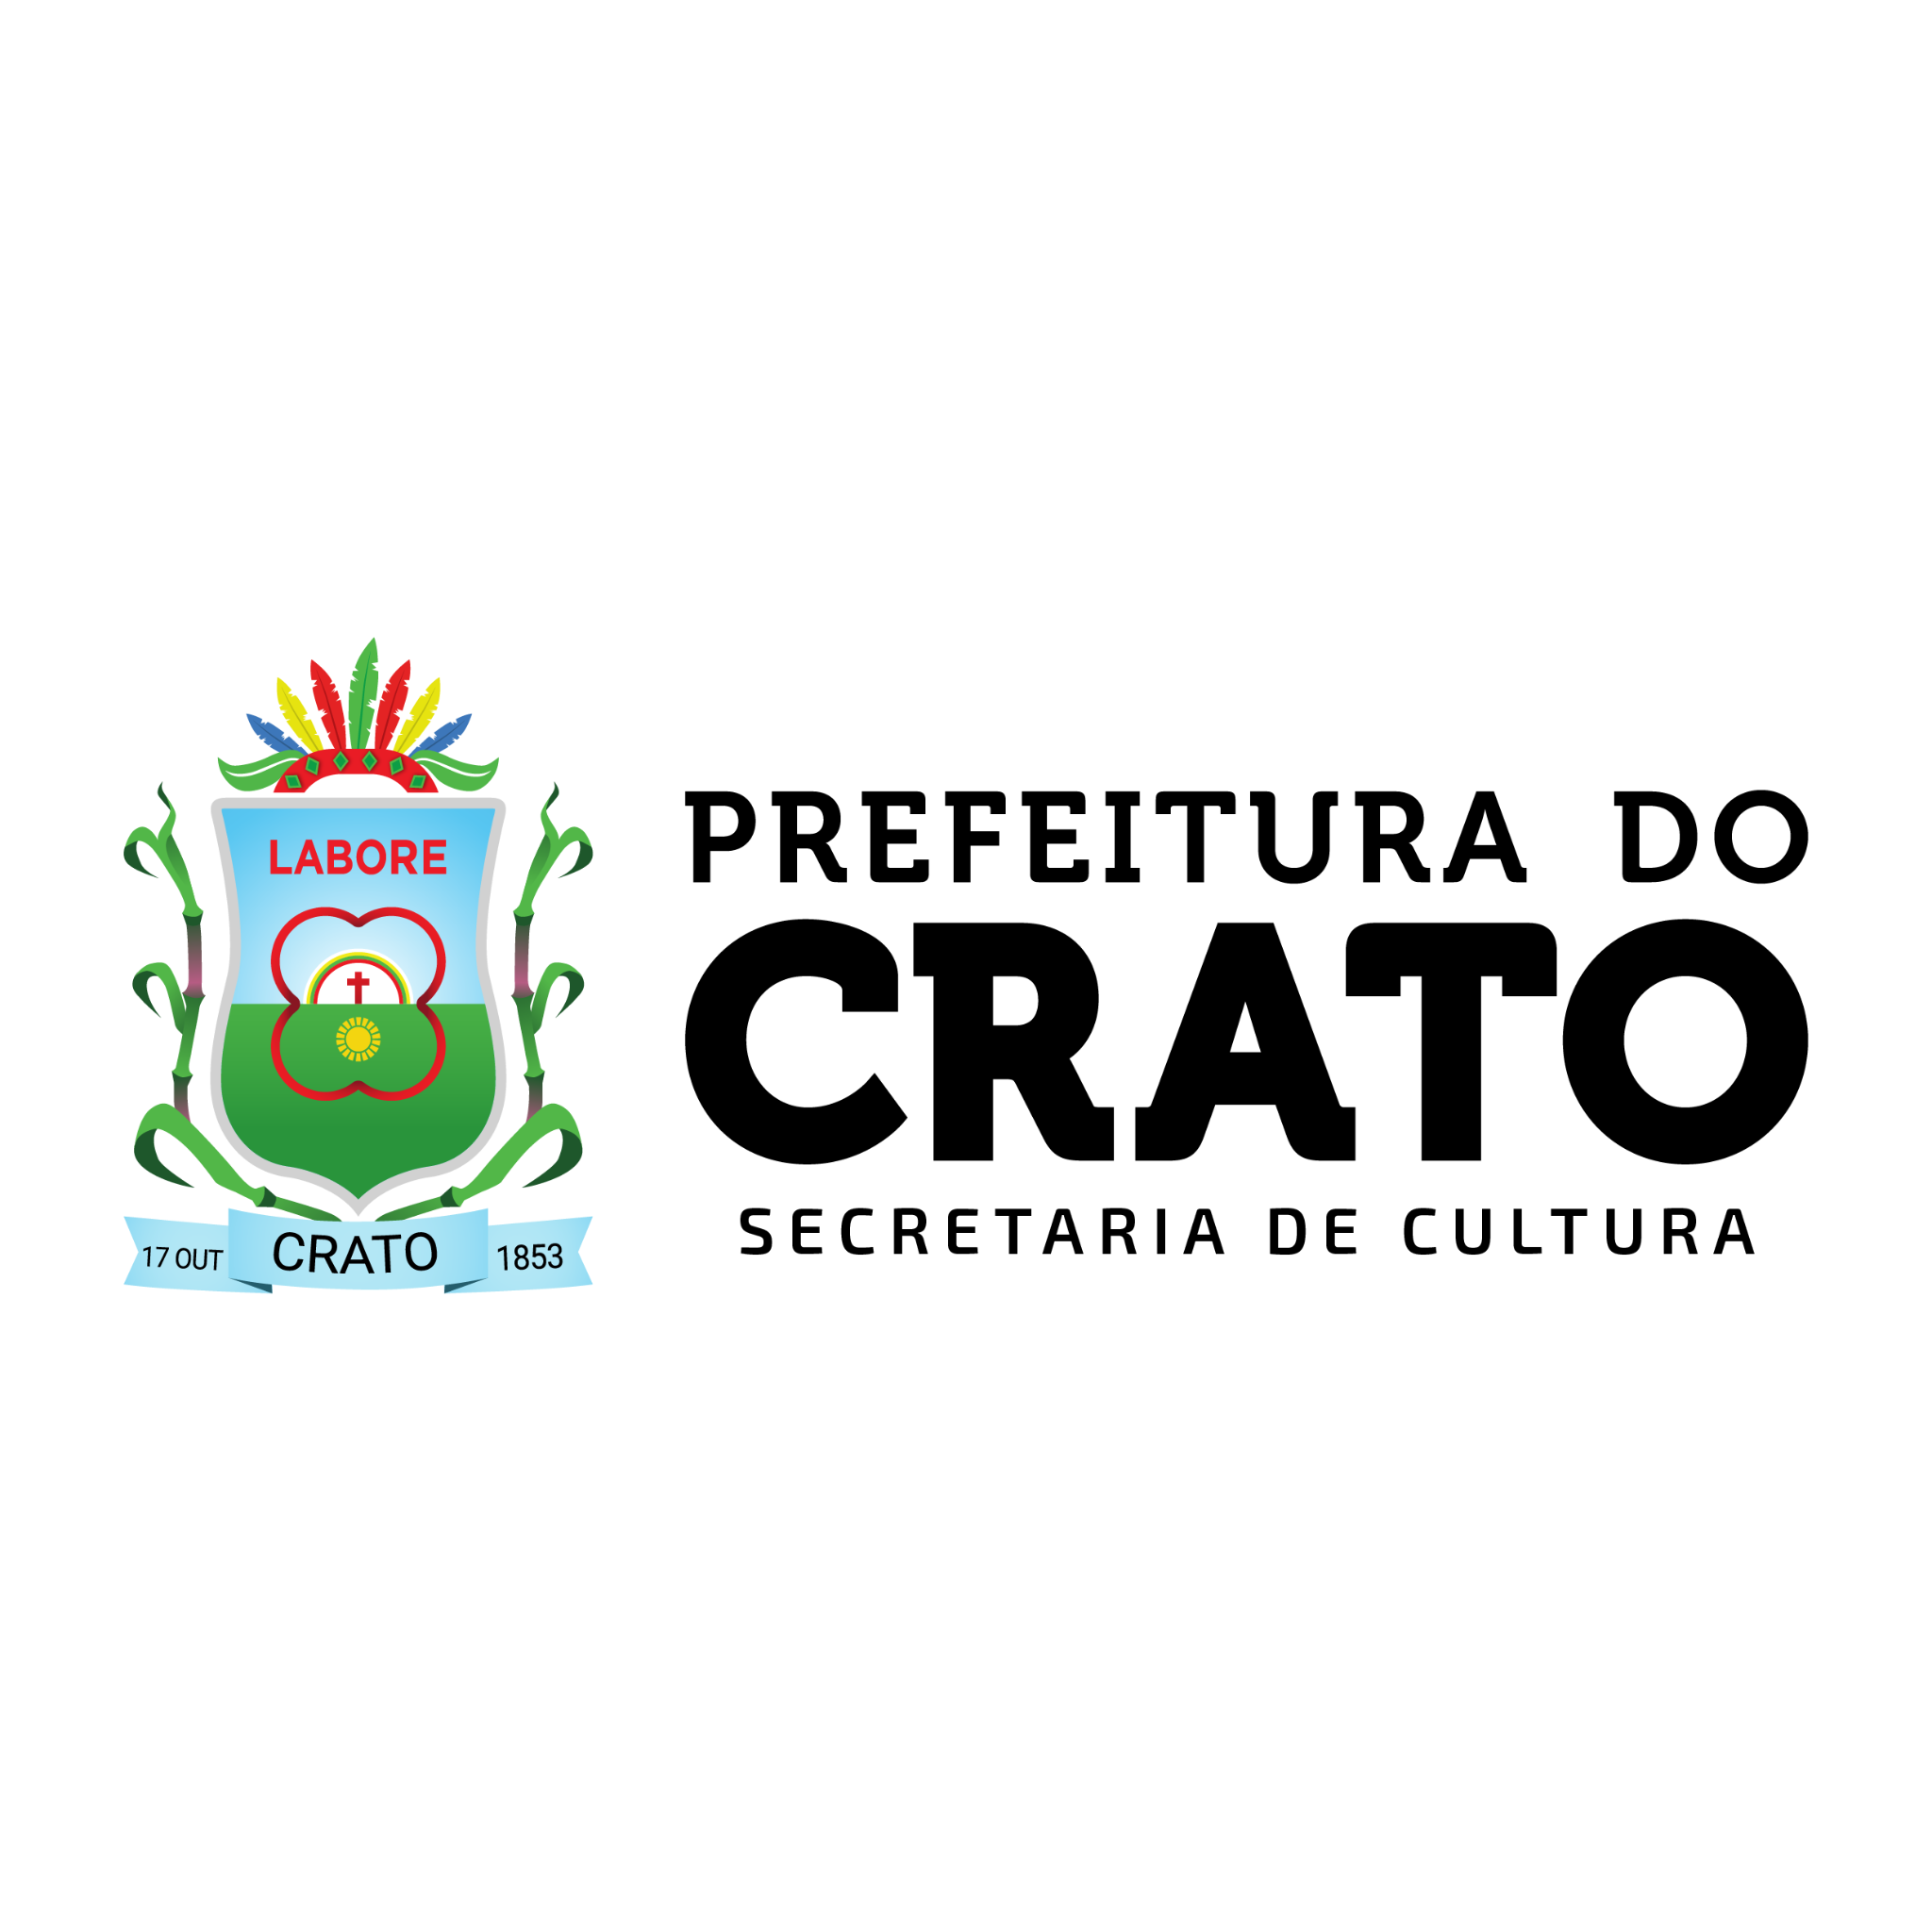 LABORE
17 OUT CRATO 1853
PREFEITURA DO
CRATO
SECRETARIA DE CULTURA